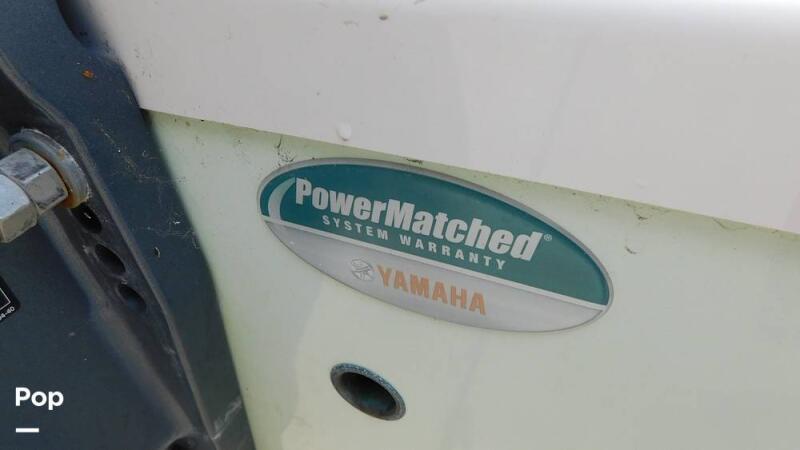 PowerMatched®
SYSTEM WARRANTY
YAMAHA
Pop